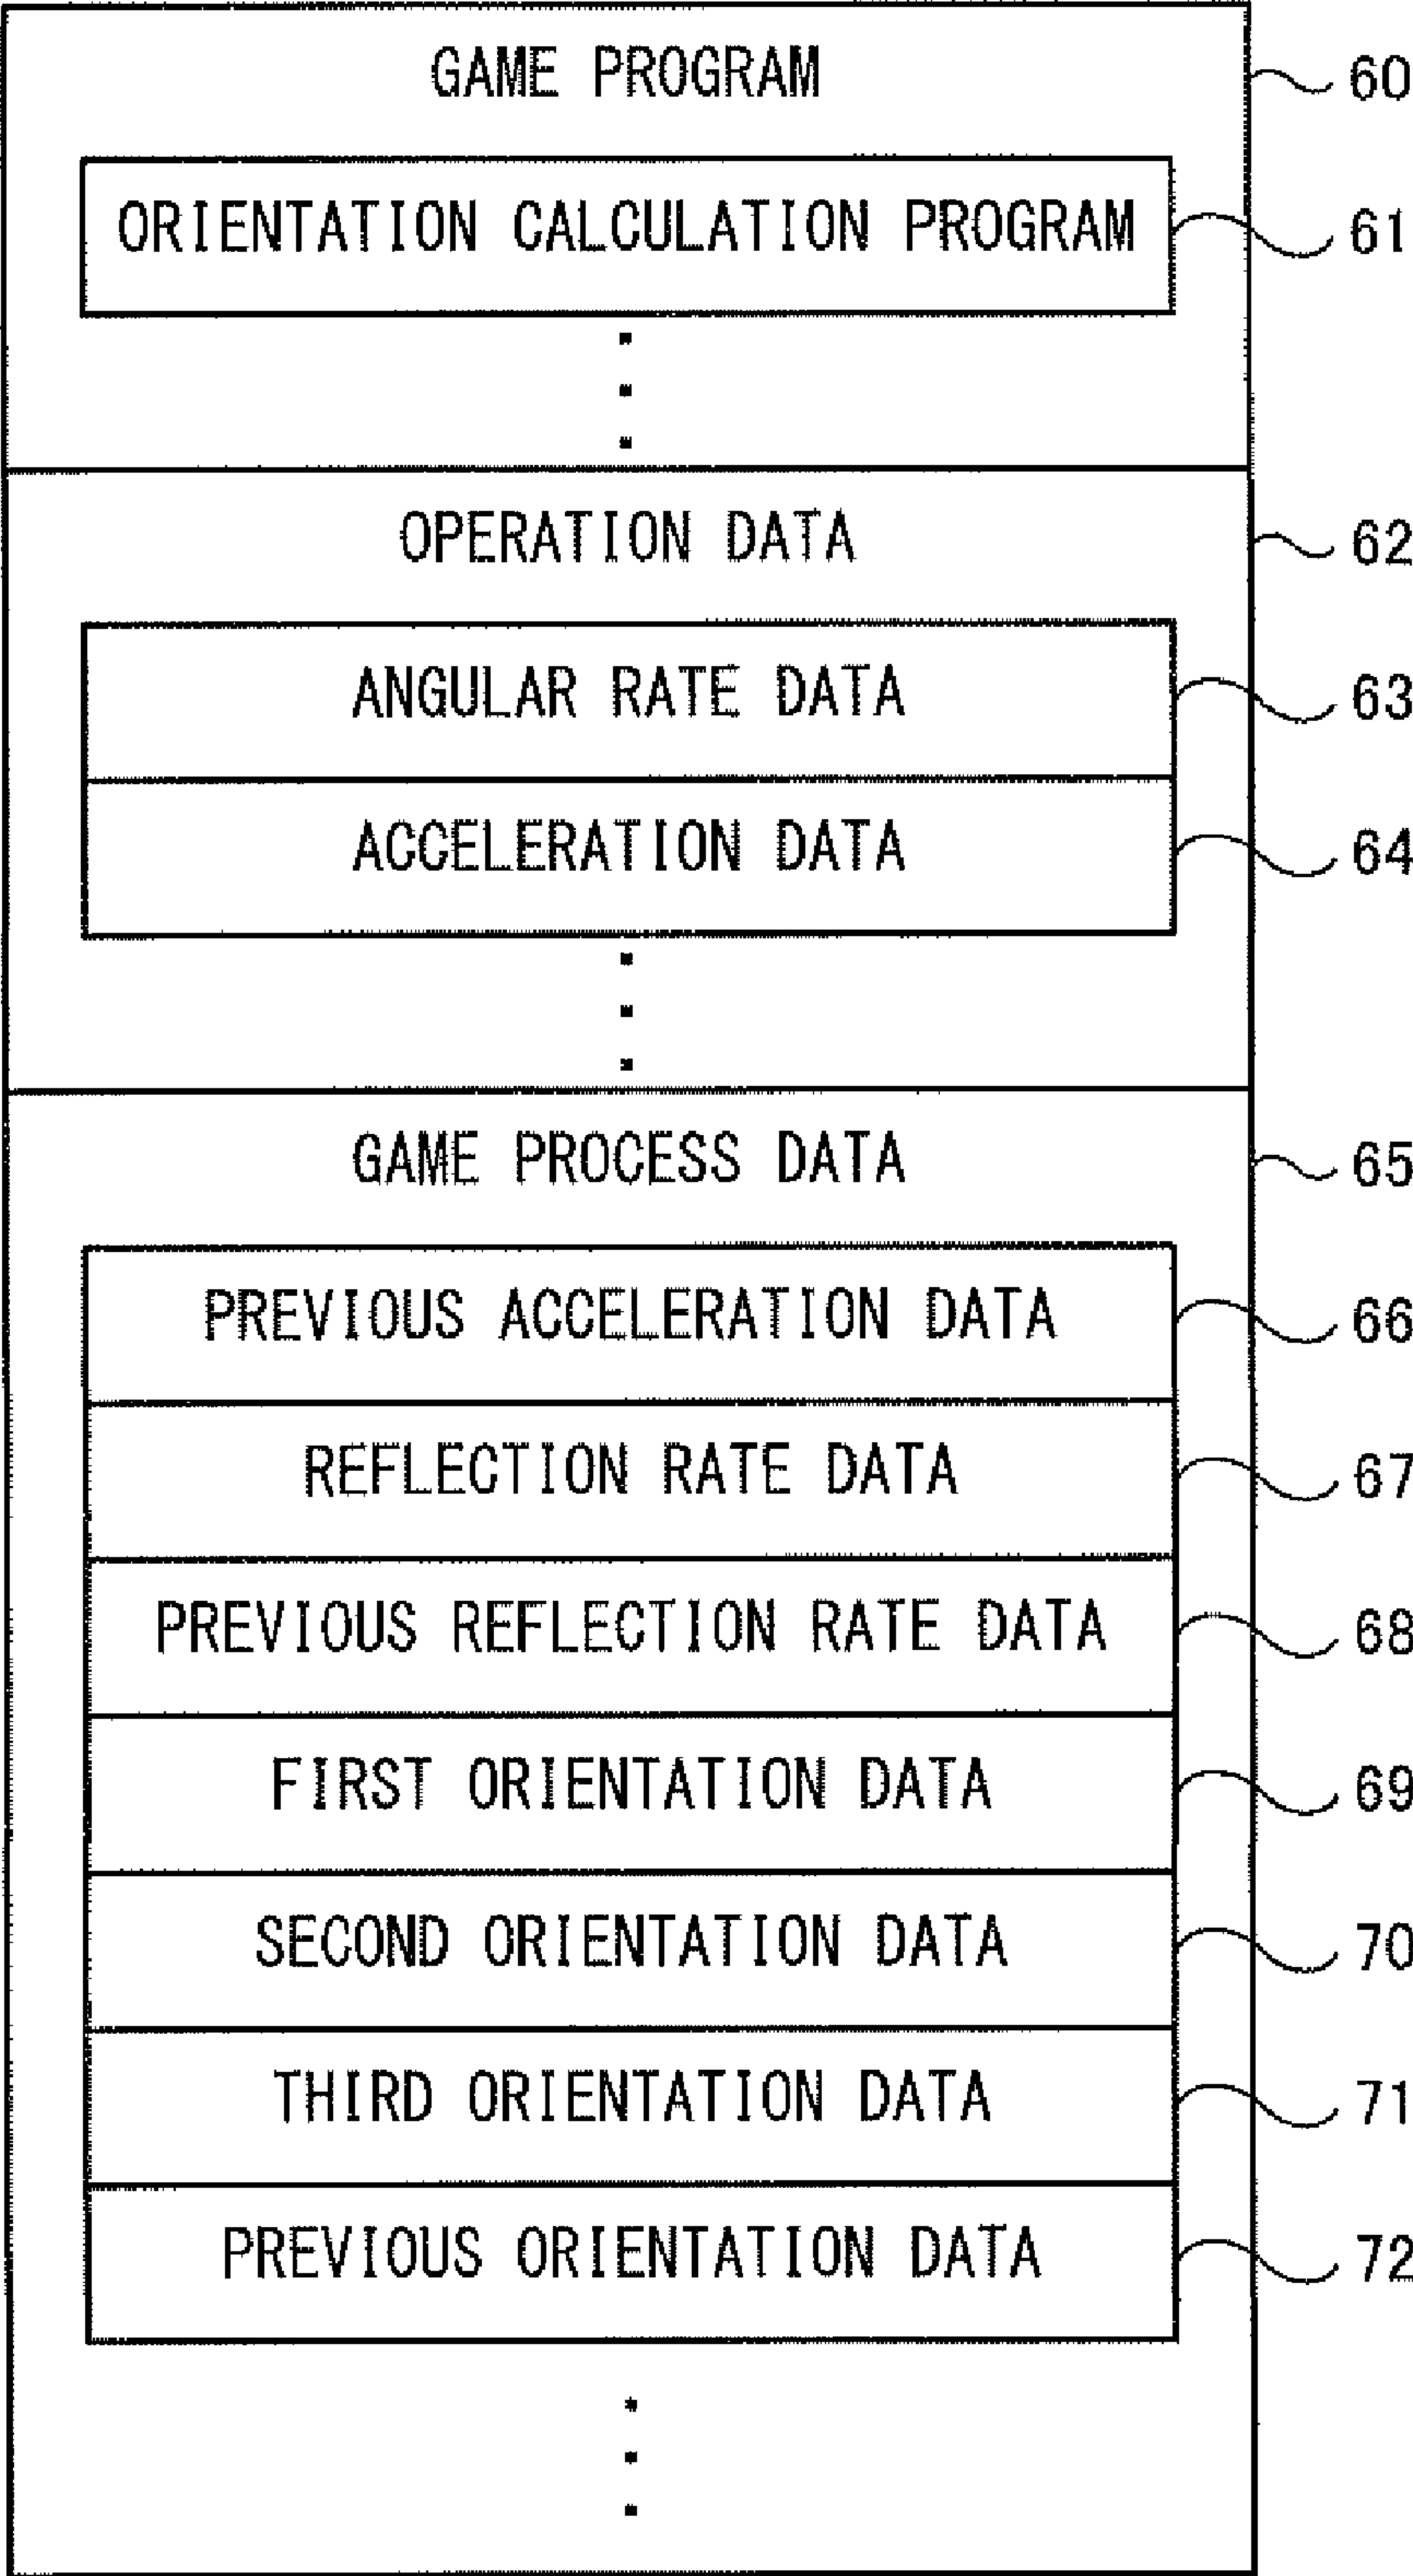 GAME PROGRAM 60
ORIENTATION CALCULATION PROGRAM 61
OPERATION DATA 62
ANGULAR RATE DATA 63
ACCELERATION DATA 64
GAME PROCESS DATA 65
PREVIOUS ACCELERATION DATA 66
REFLECTION RATE DATA 67
PREVIOUS REFLECTION RATE DATA 68
FIRST ORIENTATION DATA 69
SECOND ORIENTATION DATA 70
THIRD ORIENTATION DATA 71
PREVIOUS ORIENTATION DATA 72